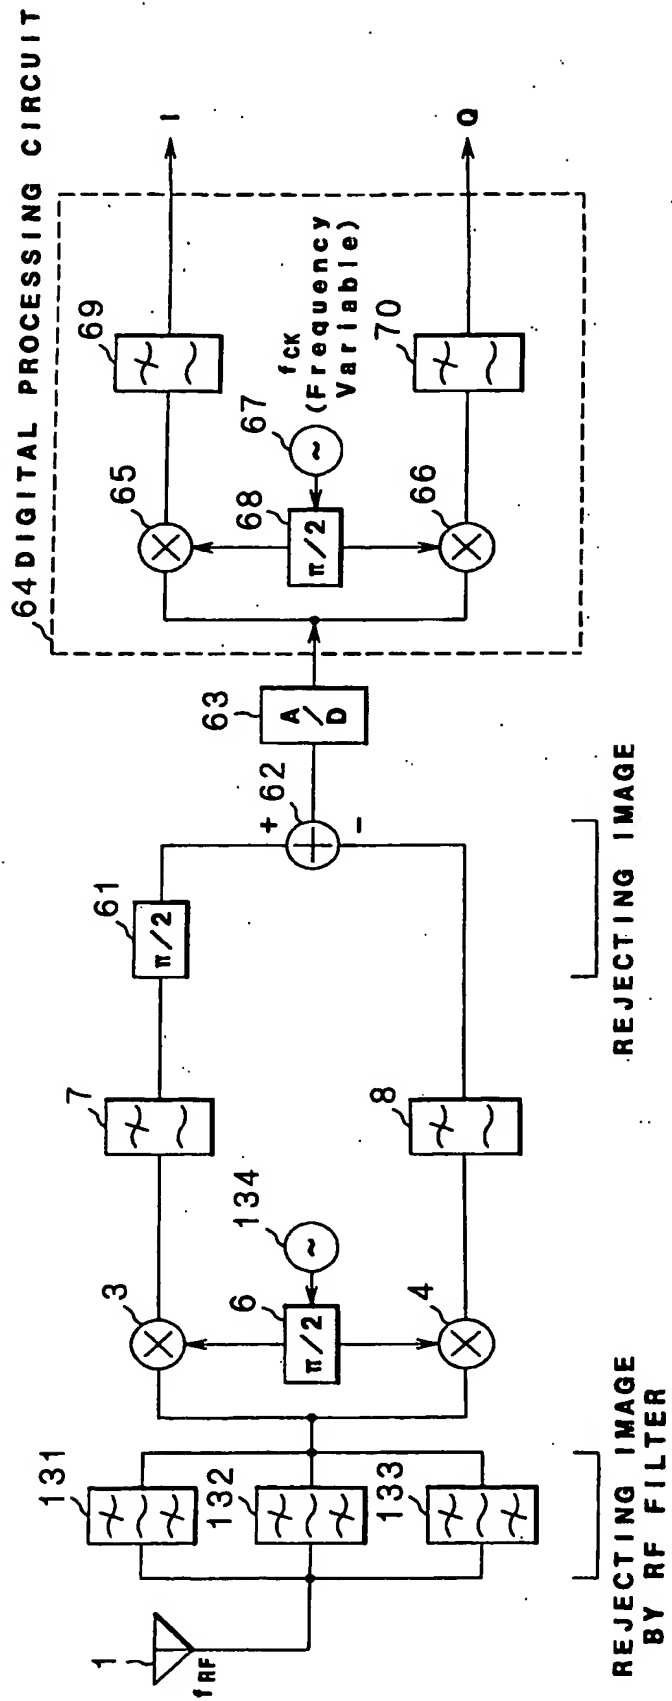 64 DIGITAL PROCESSING CIRCUIT
1
fRF
131
132
133
REJECTING IMAGE
BY RF FILTER
3
6
π/2
134
4
7
8
61
π/2
+
62
−
REJECTING IMAGE
63
A/D
65
68
π/2
67
~
fCK
(Frequency
Variable)
66
69
70
I
Q
~